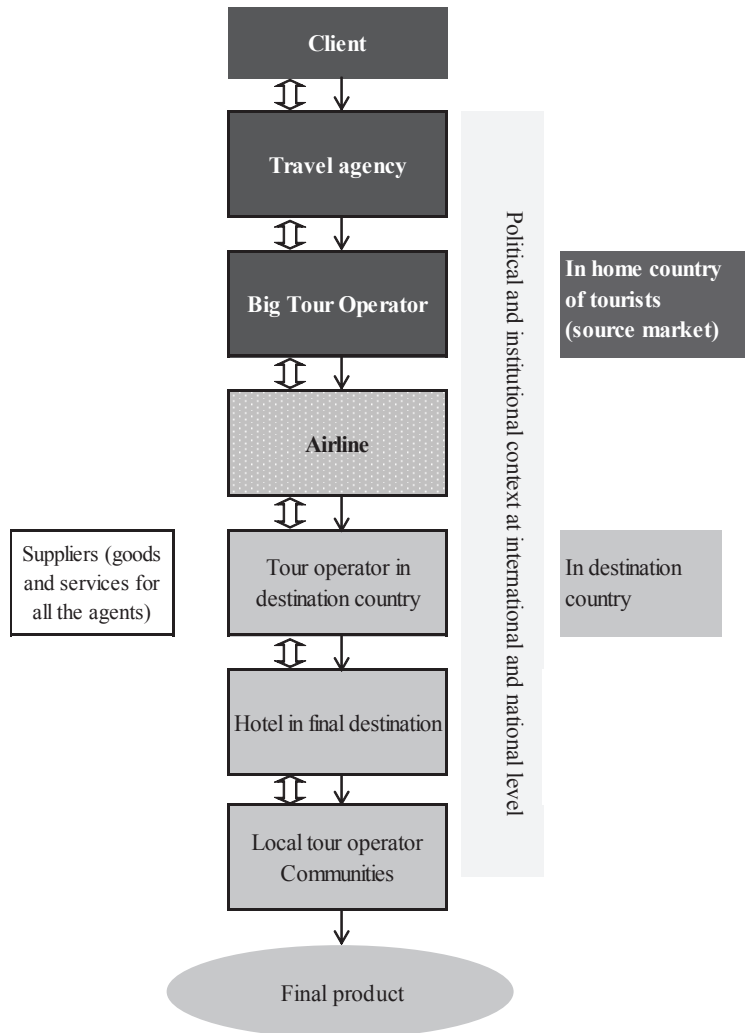 Client
Travel agency
Big Tour Operator
Airline
Tour operator in
destination country
Hotel in final destination
Local tour operator
Communities
Final product
Suppliers (goods
and services for
all the agents)
Political and institutional context at international and national level
In home country
of tourists
(source market)
In destination
country